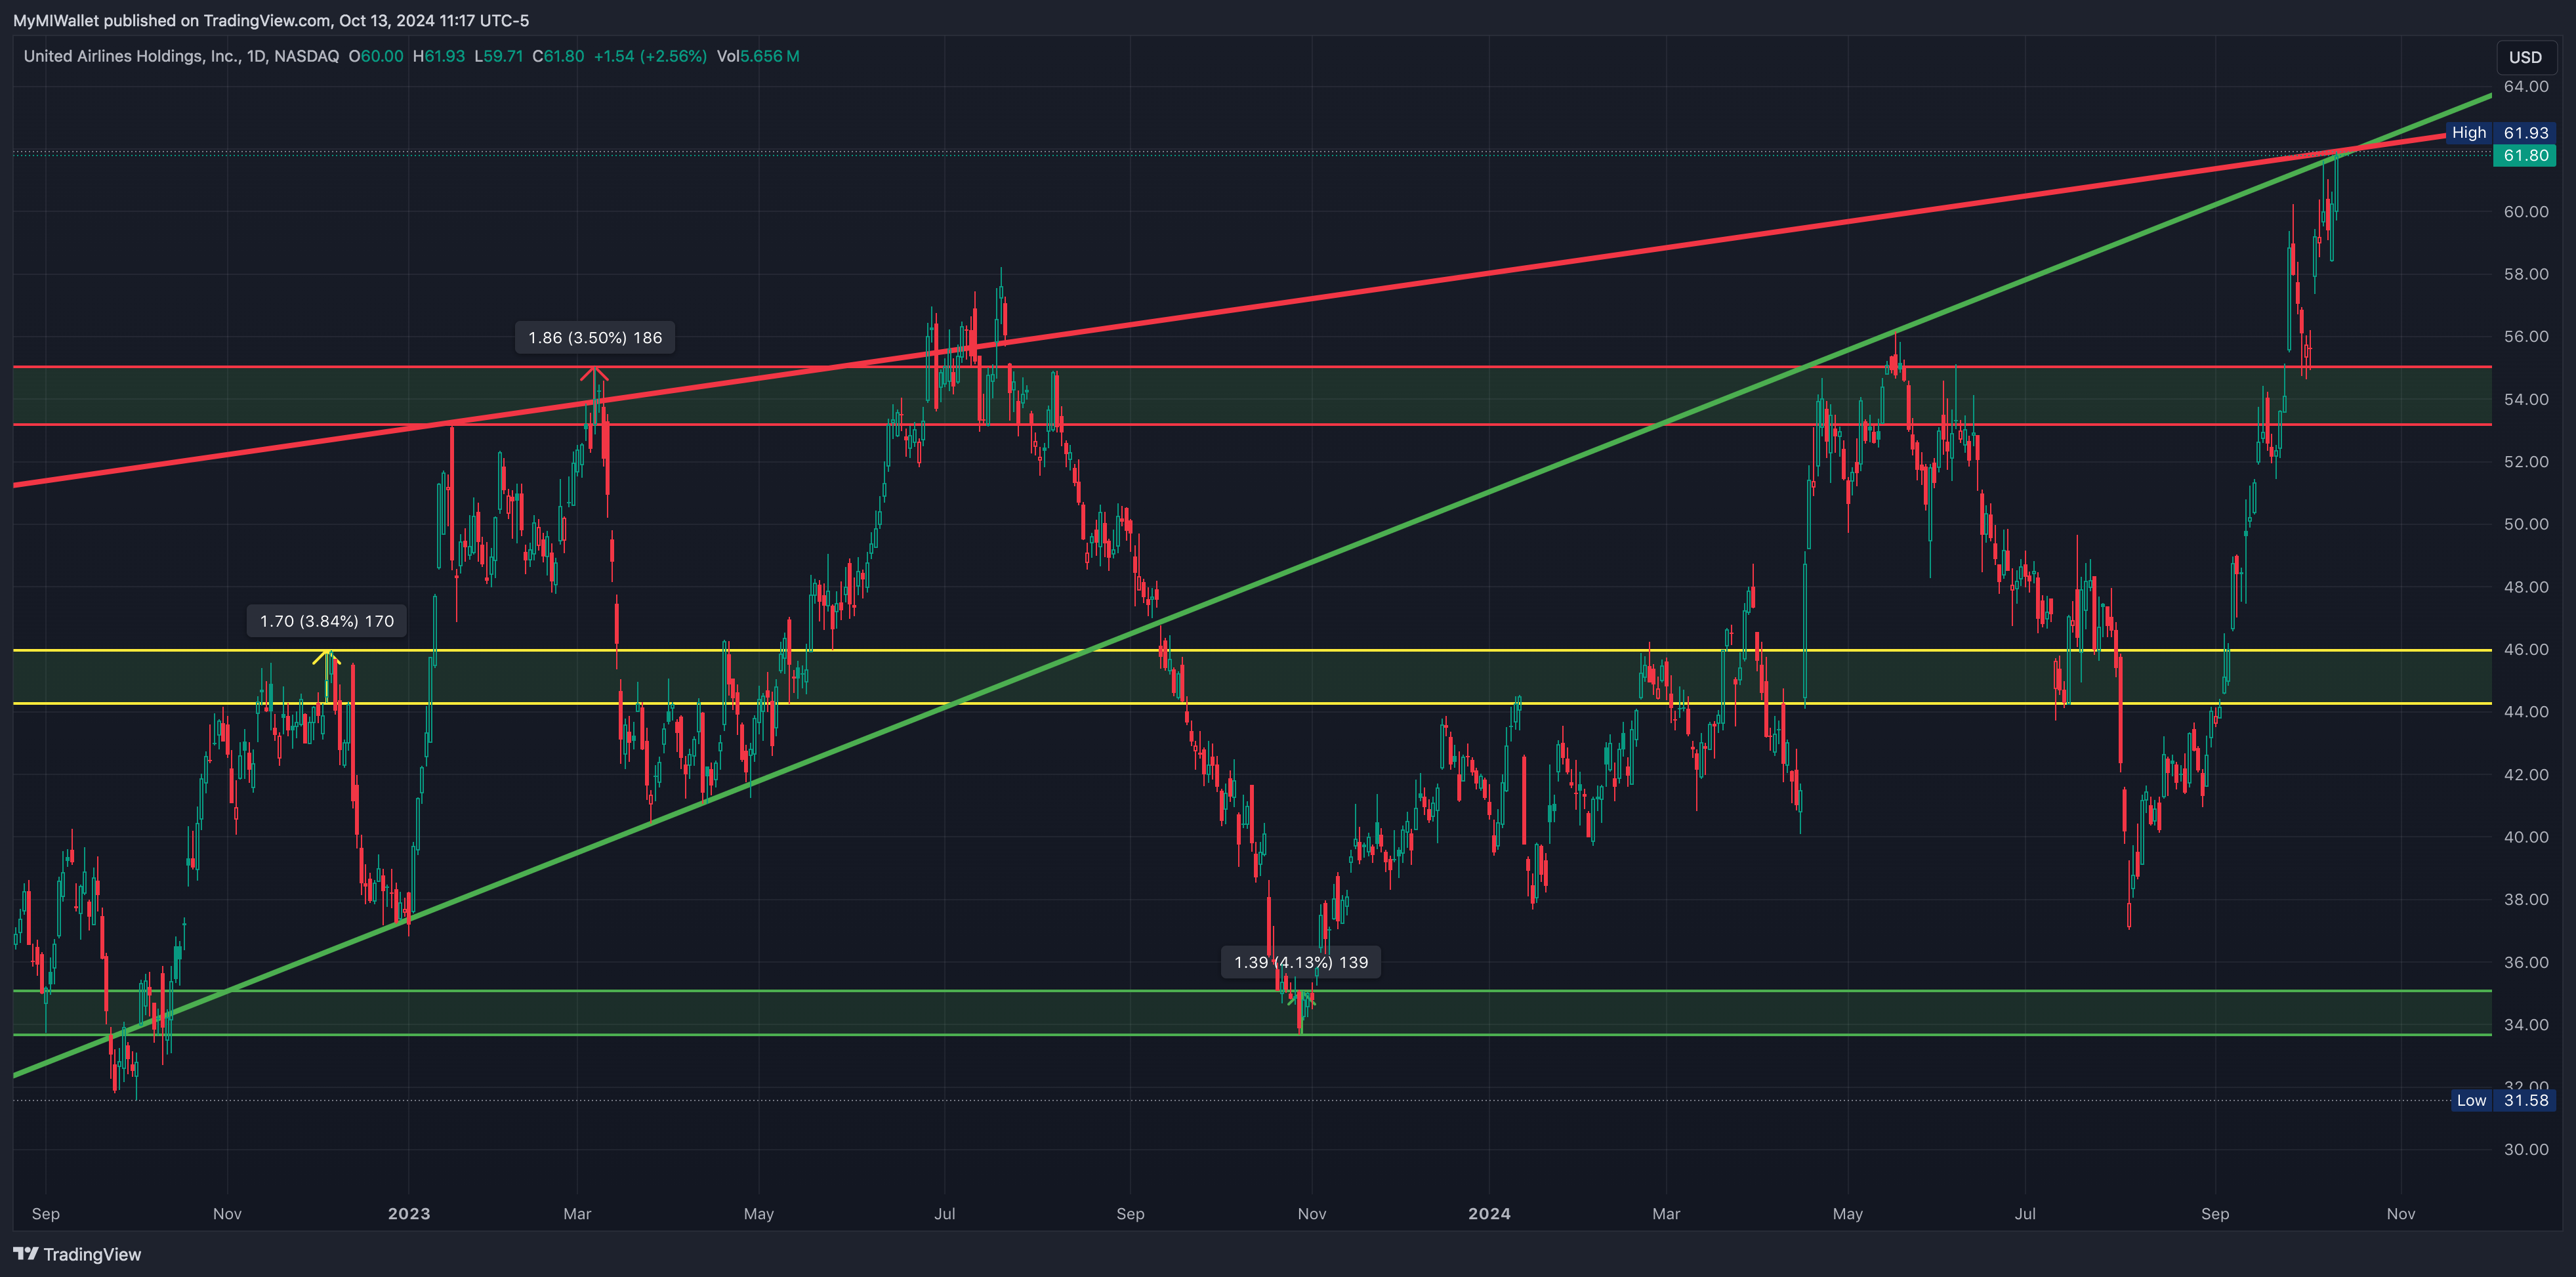 MyMIWallet published on TradingView.com, Oct 13, 2024 11:17 UTC-5
United Airlines Holdings, Inc., 1D, NASDAQ O60.00 H61.93 L59.71 C61.80 +1.54 (+2.56%) Vol5.656 M
USD
64.00
High 61.93
61.80
60.00
58.00
1.86 (3.50%) 186
56.00
54.00
52.00
50.00
48.00
1.70 (3.84%) 170
46.00
44.00
42.00
40.00
38.00
1.39 (4.13%) 139
36.00
34.00
32.00
Low 31.58
30.00
Sep Nov 2023 Mar May Jul Sep Nov 2024 Mar May Jul Sep Nov
TradingView